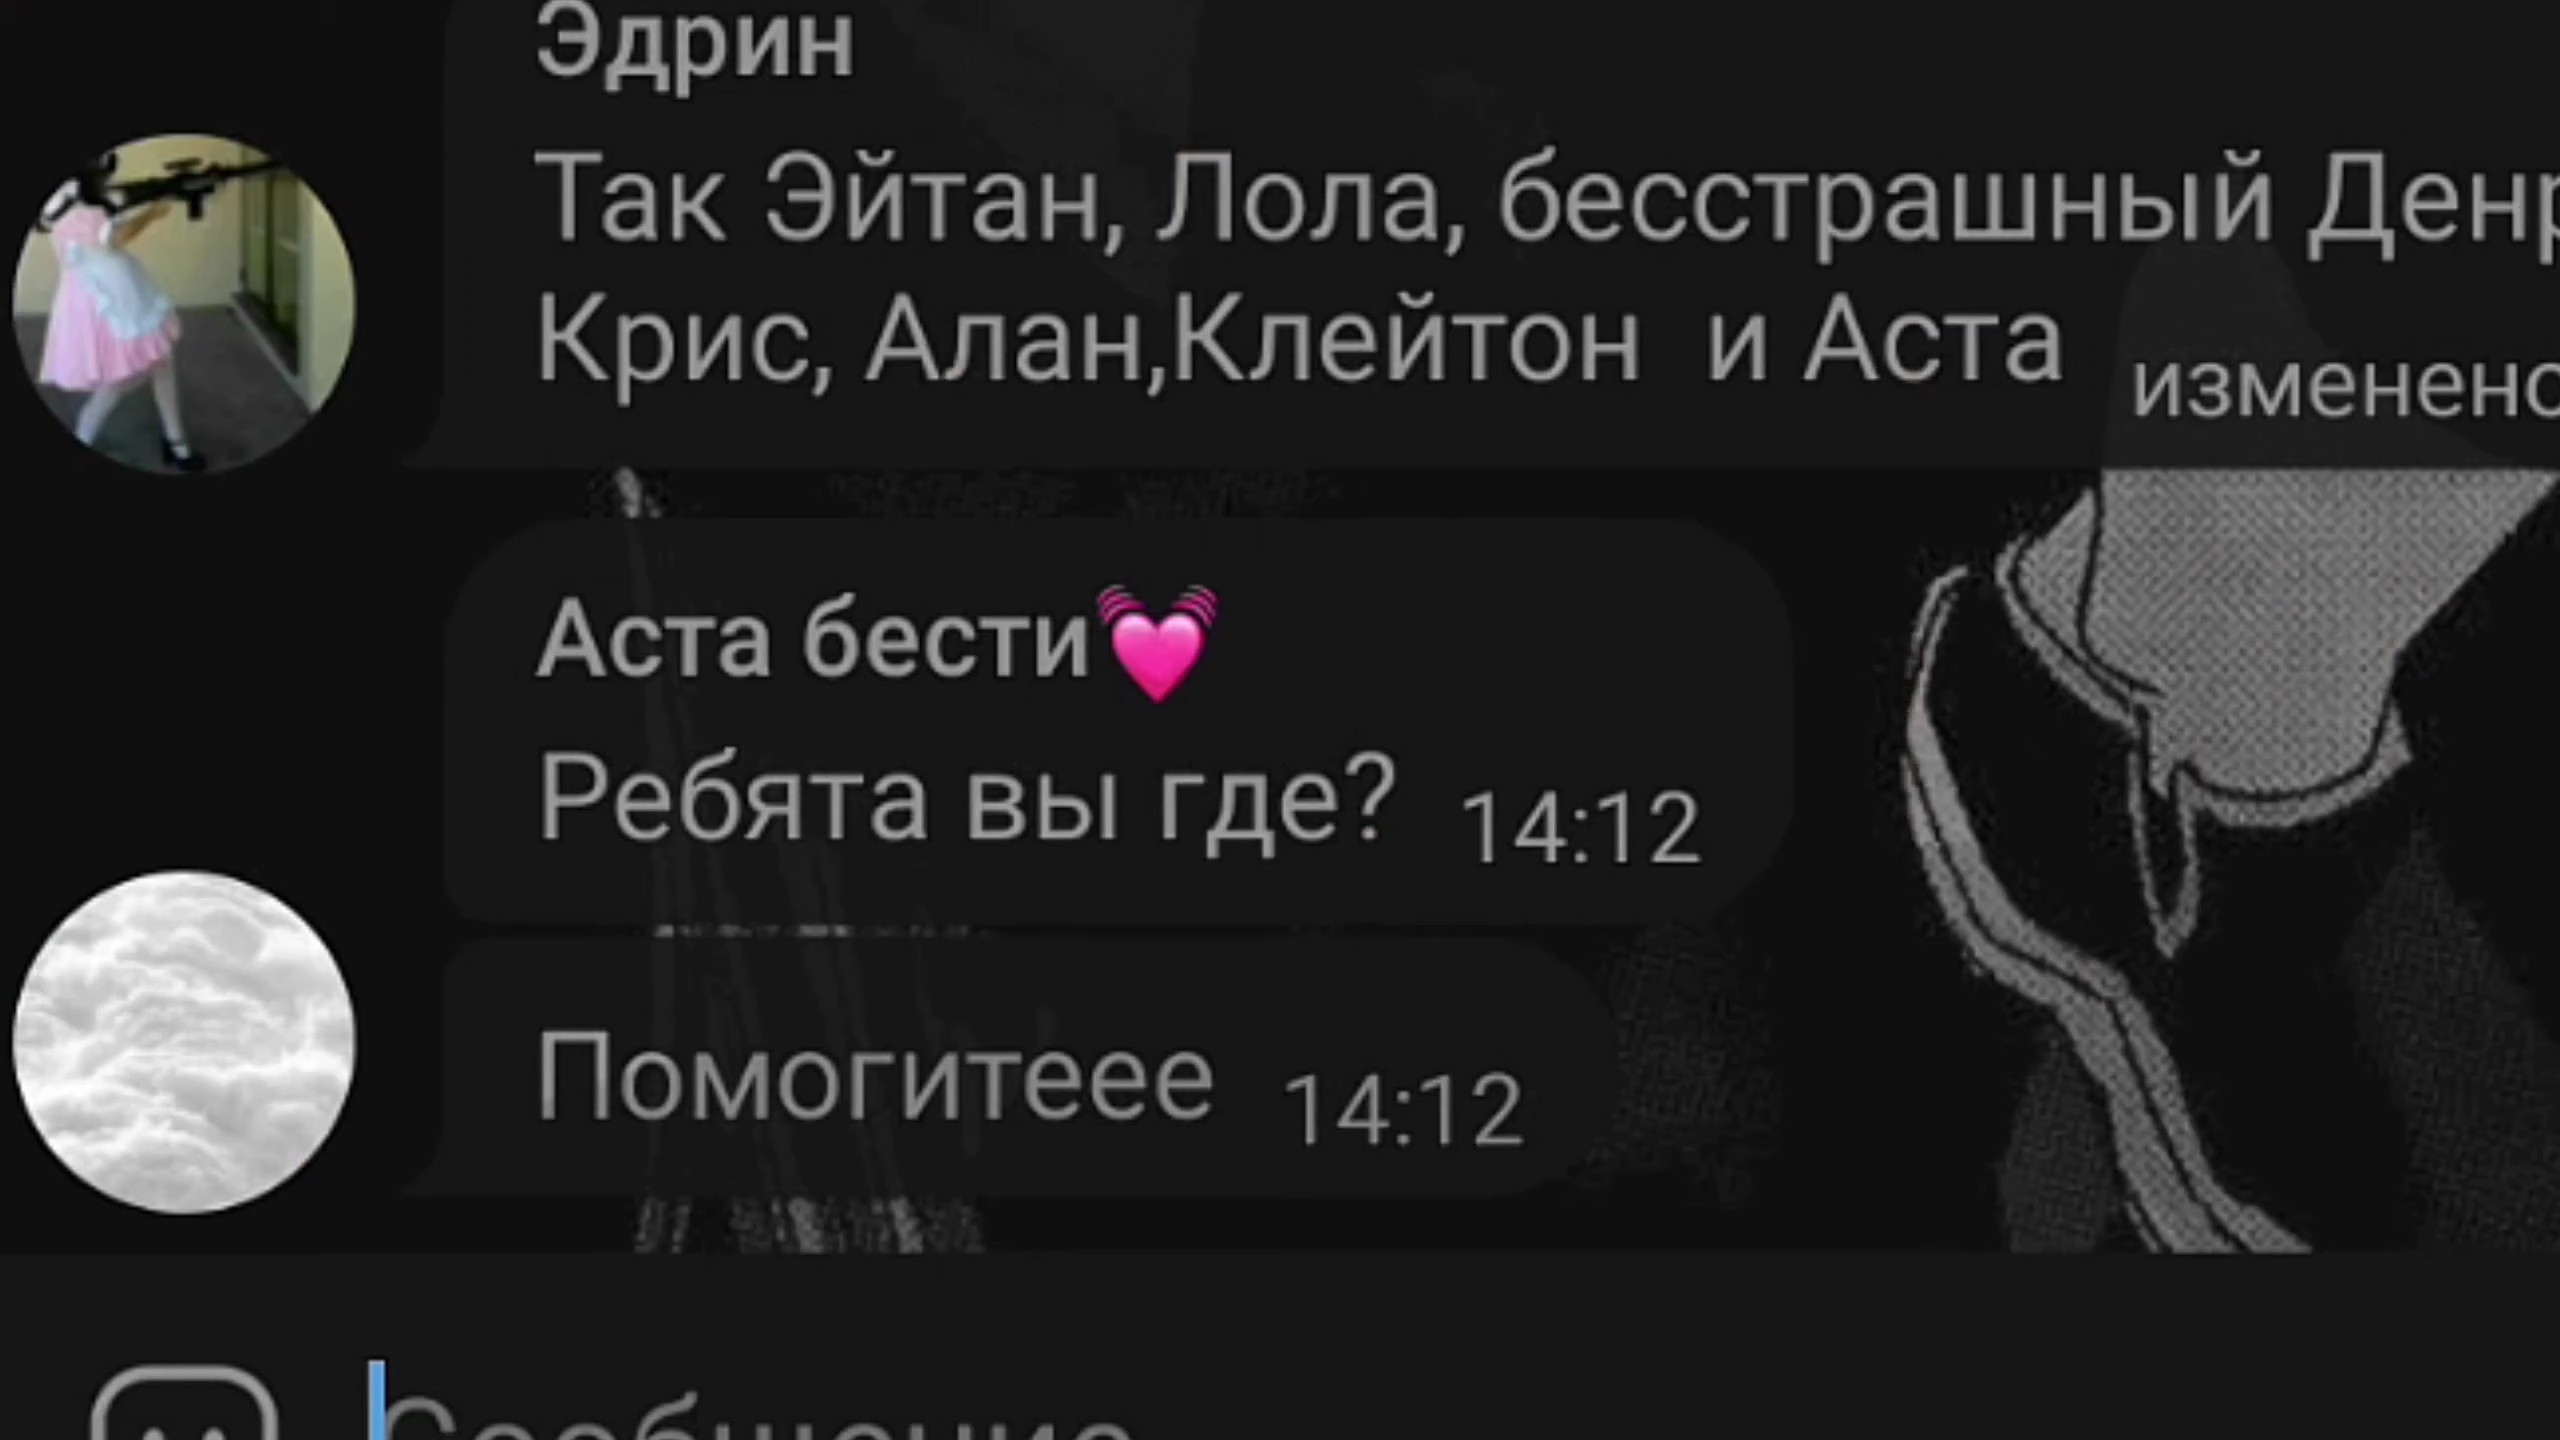 Эдрин
Так Эйтан, Лола, бесстрашный
Крис, Алан,Клейтон и Аста
Аста бести💓
Ребята вы где? 14:12
Помогитеее 14:12
Сообщение